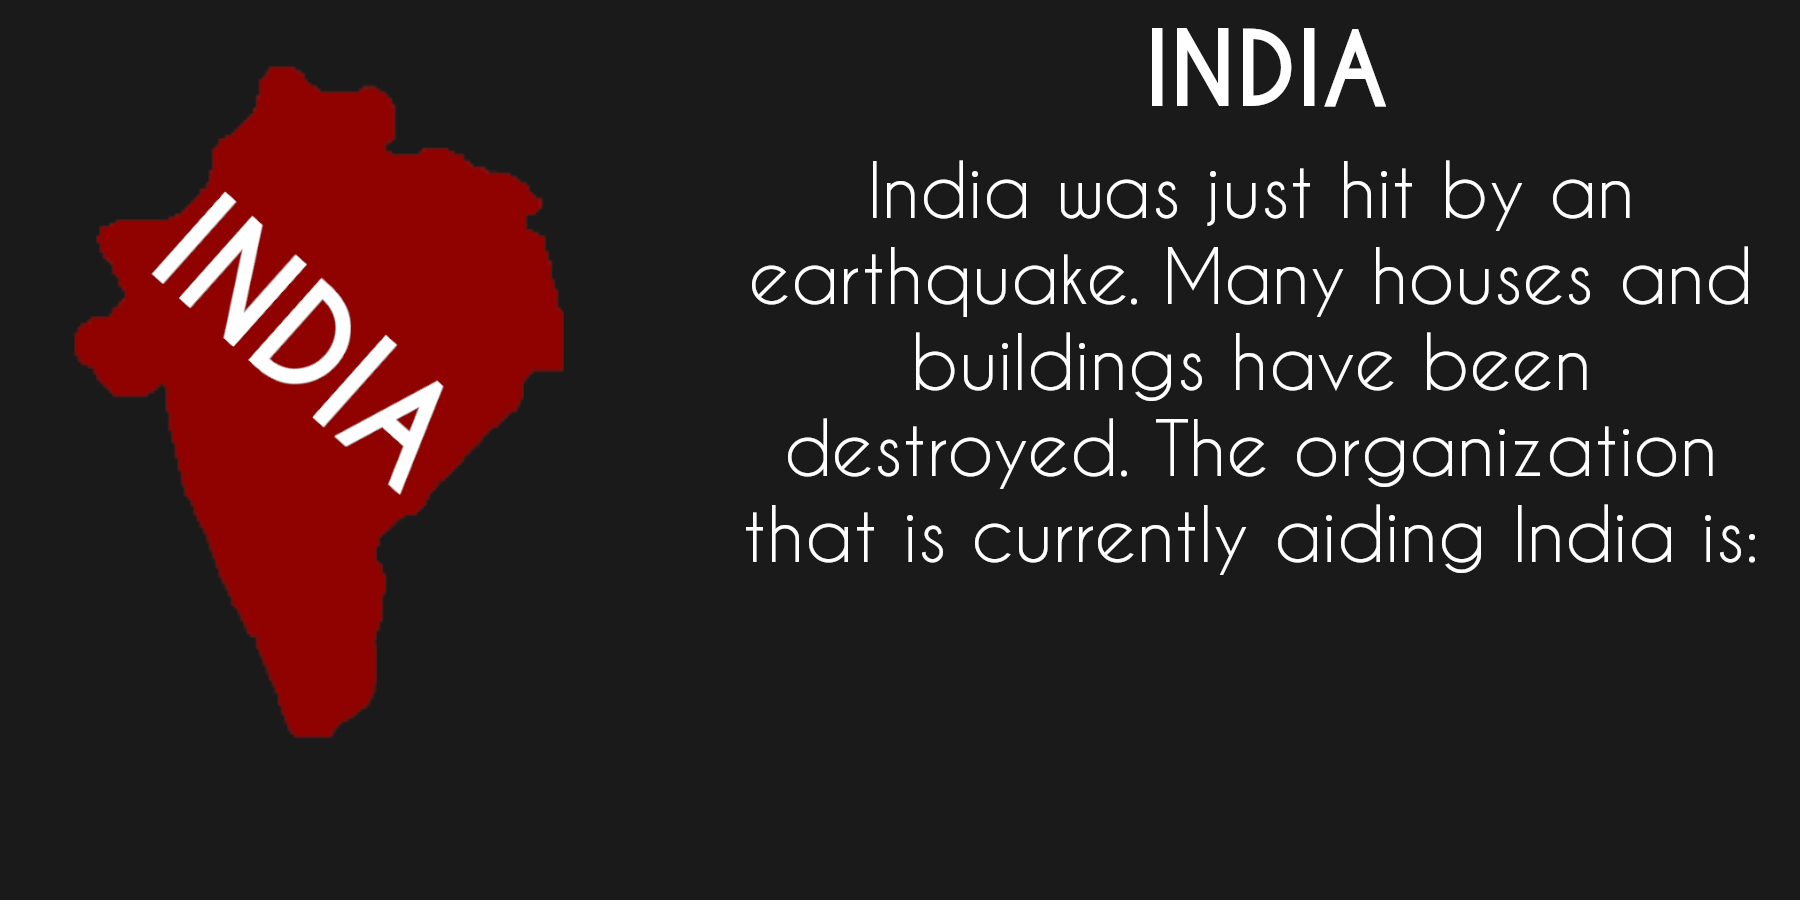 INDIA
INDIA
India was just hit by an
earthquake. Many houses and
buildings have been
destroyed. The organization
that is currently aiding India is: